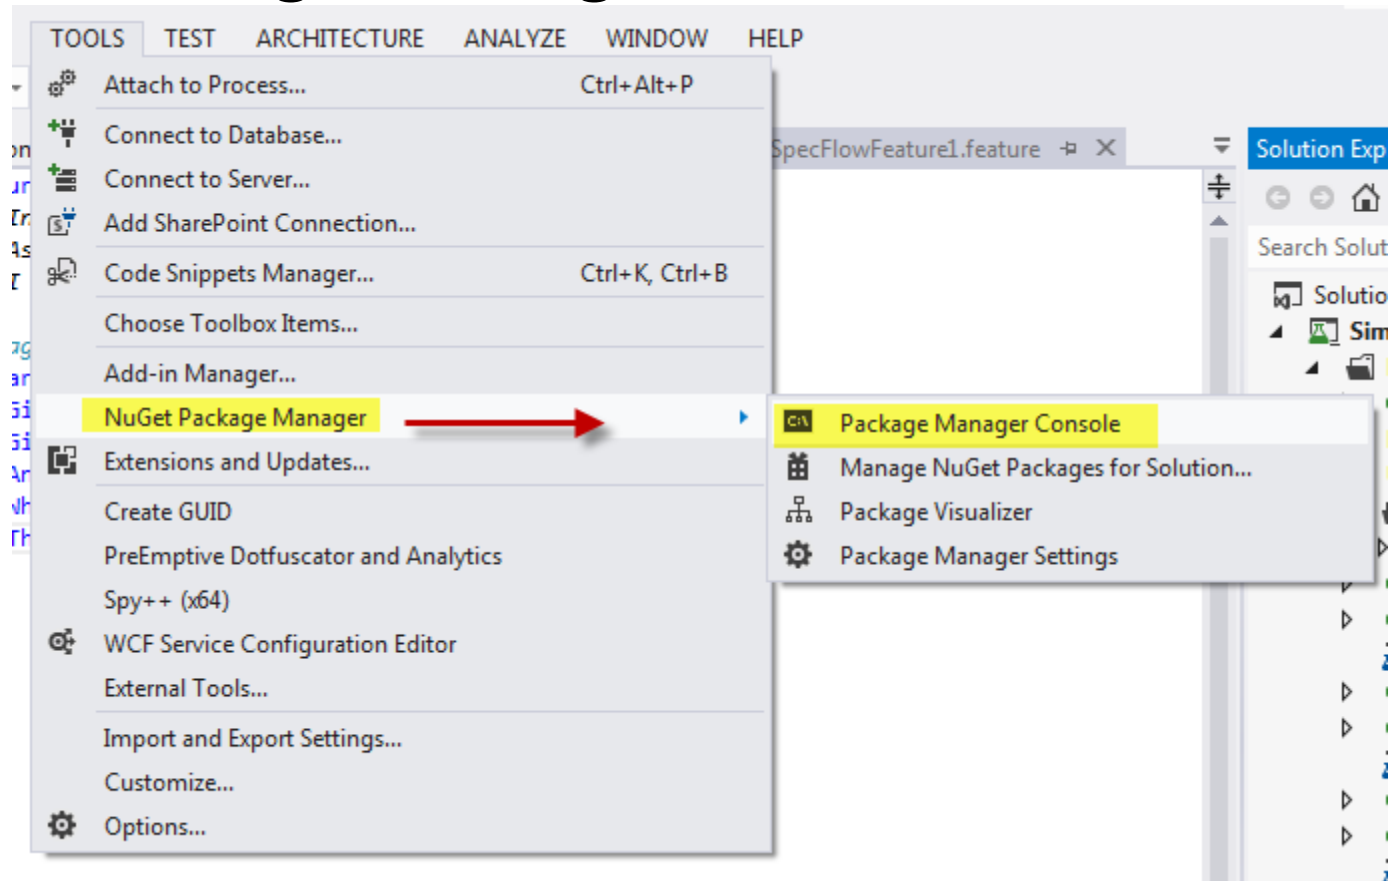 TOOLS TEST ARCHITECTURE ANALYZE WINDOW HELP
Attach to Process... Ctrl+Alt+P
Connect to Database...
SpecFlowFeature1.feature
Solution Exp
Connect to Server...
Add SharePoint Connection...
Search Solut
Code Snippets Manager... Ctrl+K, Ctrl+B
Solutio
Choose Toolbox Items...
Sim
Add-in Manager...
NuGet Package Manager
Package Manager Console
Extensions and Updates...
Manage NuGet Packages for Solution...
Create GUID
Package Visualizer
PreEmptive Dotfuscator and Analytics
Package Manager Settings
Spy++ (x64)
WCF Service Configuration Editor
External Tools...
Import and Export Settings...
Customize...
Options...